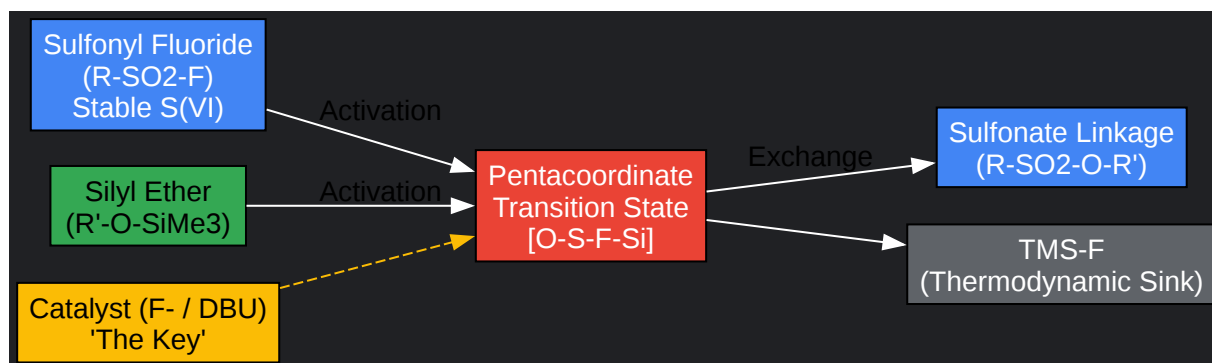 Sulfonyl Fluoride
(R-SO2-F)
Stable S(VI)
Activation
Silyl Ether
(R'-O-SiMe3)
Activation
Catalyst (F- / DBU)
'The Key'
Pentacoordinate
Transition State
[O-S-F-Si]
Exchange
Sulfonate Linkage
(R-SO2-O-R')
TMS-F
(Thermodynamic Sink)